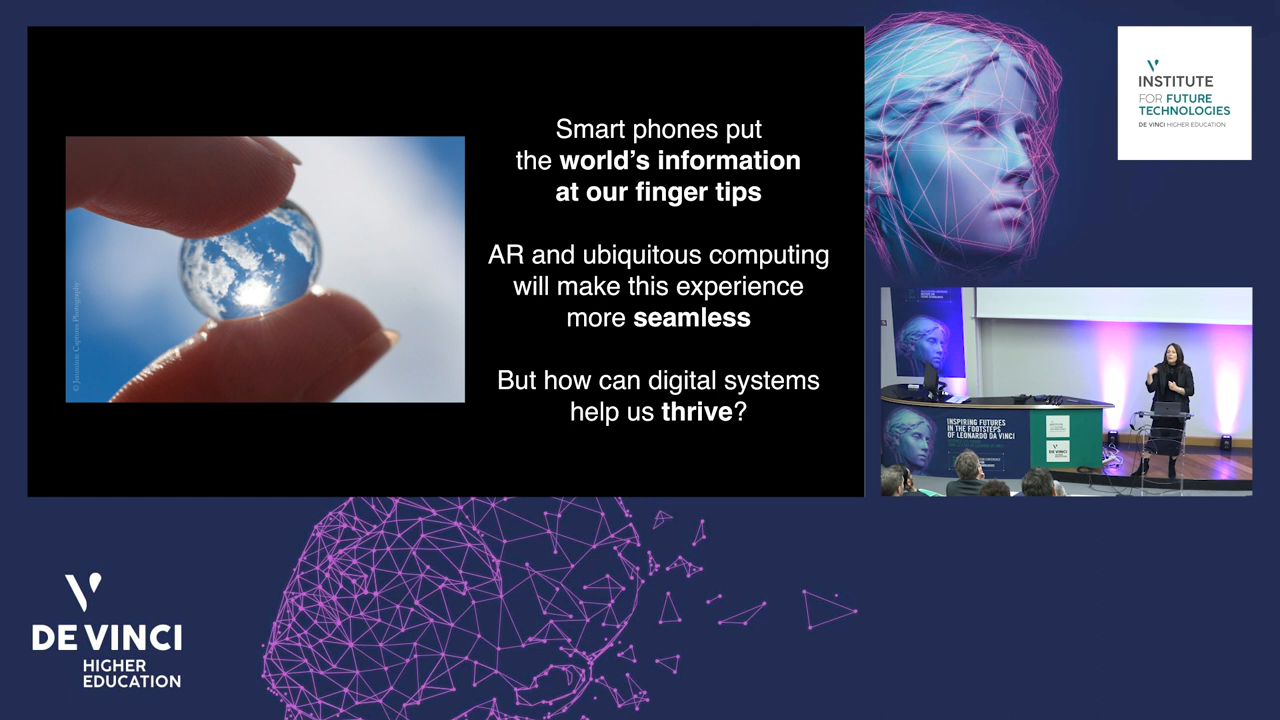 Smart phones put
the world's information
at our finger tips
AR and ubiquitous computing
will make this experience
more seamless
But how can digital systems
help us thrive?
INSTITUTE
FOR FUTURE
TECHNOLOGIES
DE VINCI HIGHER EDUCATION
INSPIRING FUTURES
IN THE FOOTSTEPS
OF LEONARDO DA VINCI
DE VINCI
HIGHER
EDUCATION